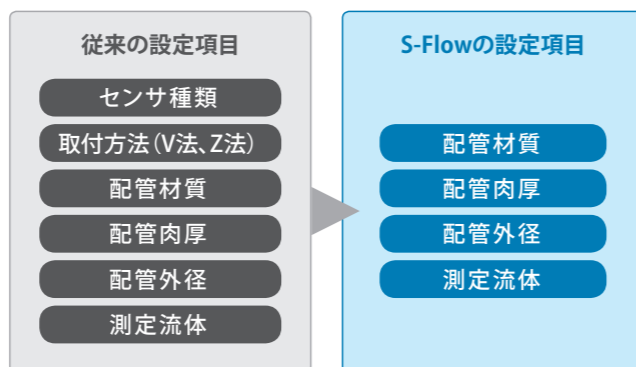 従来の設定項目
センサ種類
取付方法（V法、Z法）
配管材質
配管肉厚
配管外径
測定流体
S-Flowの設定項目
配管材質
配管肉厚
配管外径
測定流体